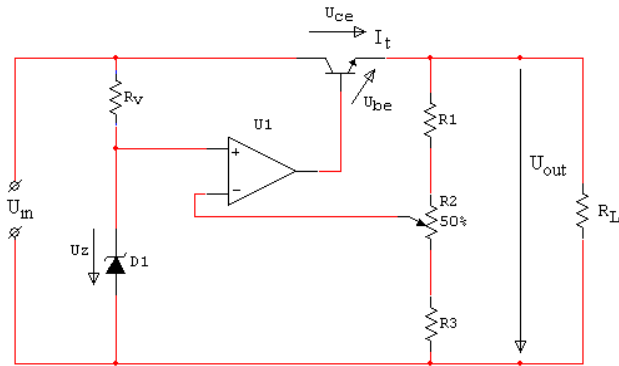 Uce
It
Rv
U1
Ube
R1
+
−
R2
50%
Uout
RL
Uin
Uz
D1
R3